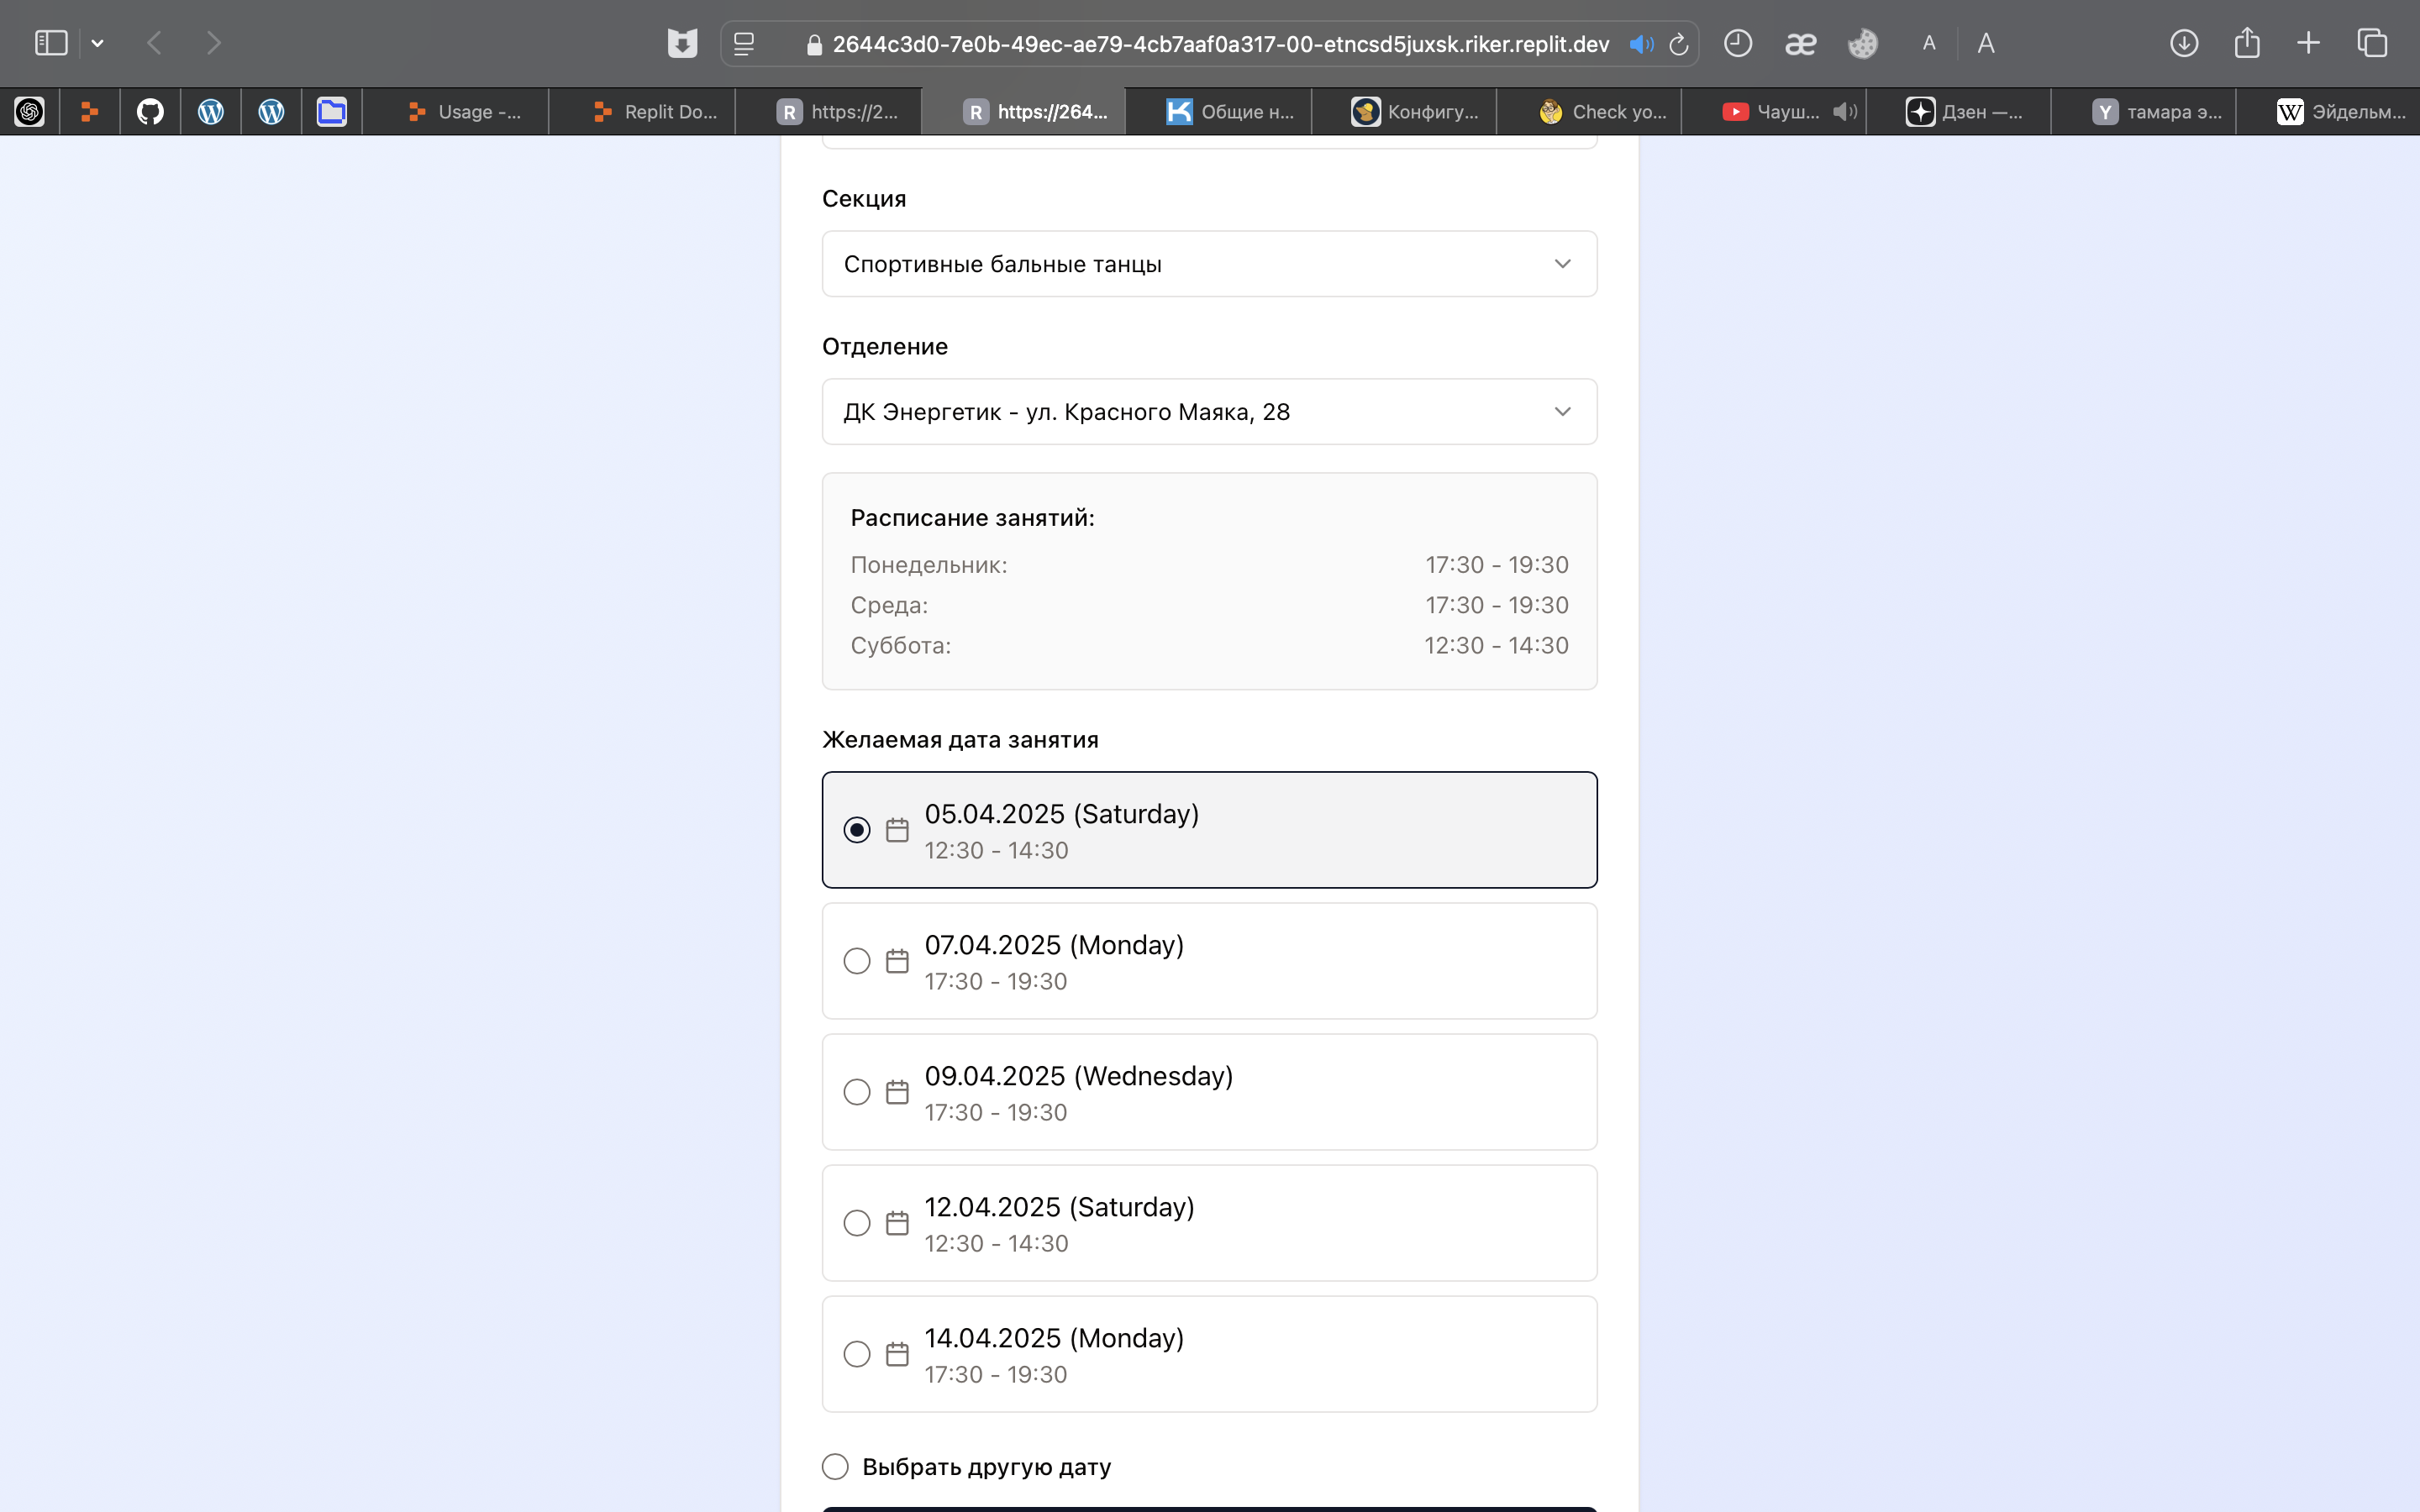 2644c3d0-7e0b-49ec-ae79-4cb7aaf0a317-00-etncsd5juxsk.riker.replit.dev
æ
A
A
Usage -...
Replit Do...
R https://2...
R https://264...
Общие н...
Конфигу...
Check yo...
Чауш...
Дзен —...
Y тамара э...
W Эйдельм...
Секция
Спортивные бальные танцы
Отделение
ДК Энергетик - ул. Красного Маяка, 28
Расписание занятий:
Понедельник: 17:30 - 19:30
Среда: 17:30 - 19:30
Суббота: 12:30 - 14:30
Желаемая дата занятия
05.04.2025 (Saturday)
12:30 - 14:30
07.04.2025 (Monday)
17:30 - 19:30
09.04.2025 (Wednesday)
17:30 - 19:30
12.04.2025 (Saturday)
12:30 - 14:30
14.04.2025 (Monday)
17:30 - 19:30
Выбрать другую дату